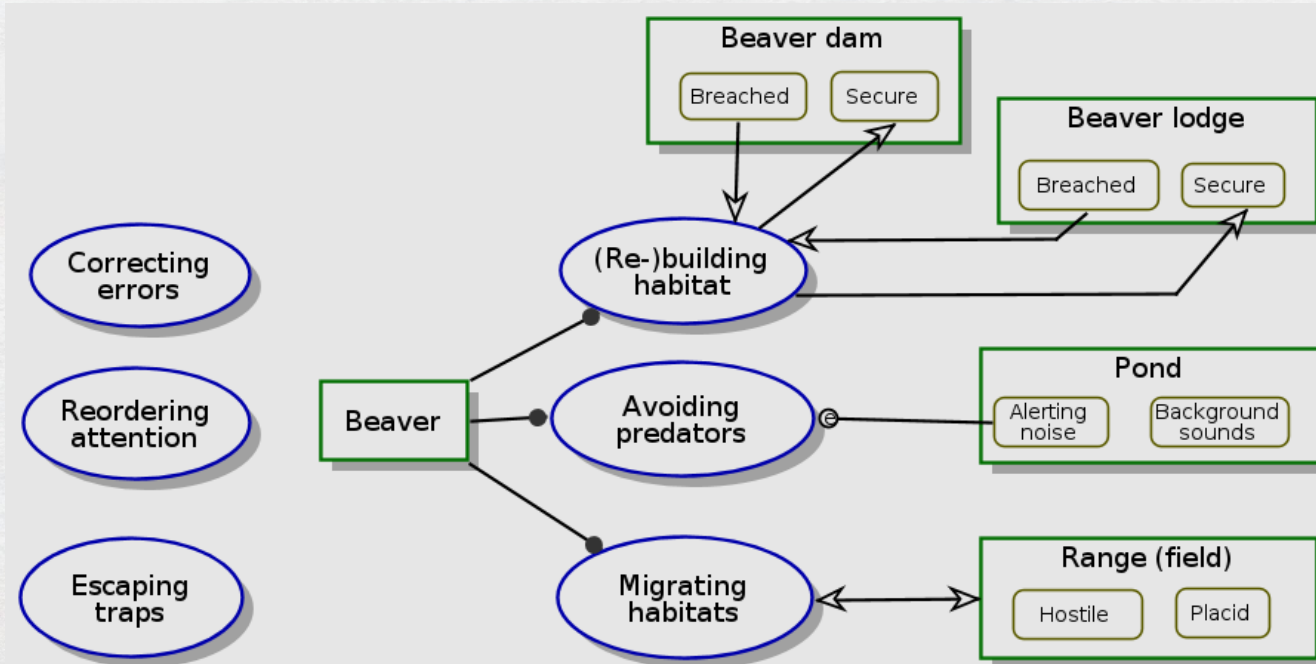 Beaver dam
Breached
Secure
Beaver lodge
Breached
Secure
Correcting
errors
(Re-)building
habitat
Reordering
attention
Beaver
Avoiding
predators
e
Pond
Alerting
noise
Background
sounds
Escaping
traps
Migrating
habitats
Range (field)
Hostile
Placid